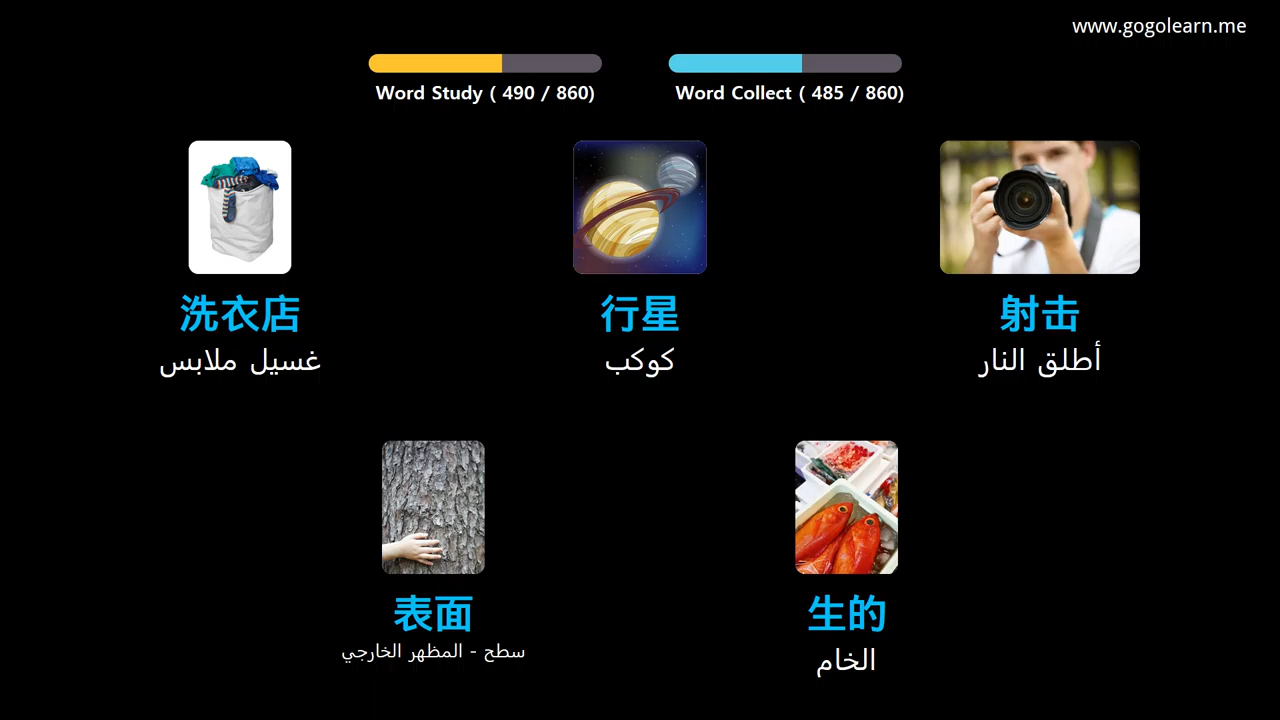 www.gogolearn.me
Word Study ( 490 / 860)
Word Collect ( 485 / 860)
洗衣店
غسيل ملابس
行星
كوكب
射击
أطلق النار
表面
سطح - المظهر الخارجي
生的
الخام